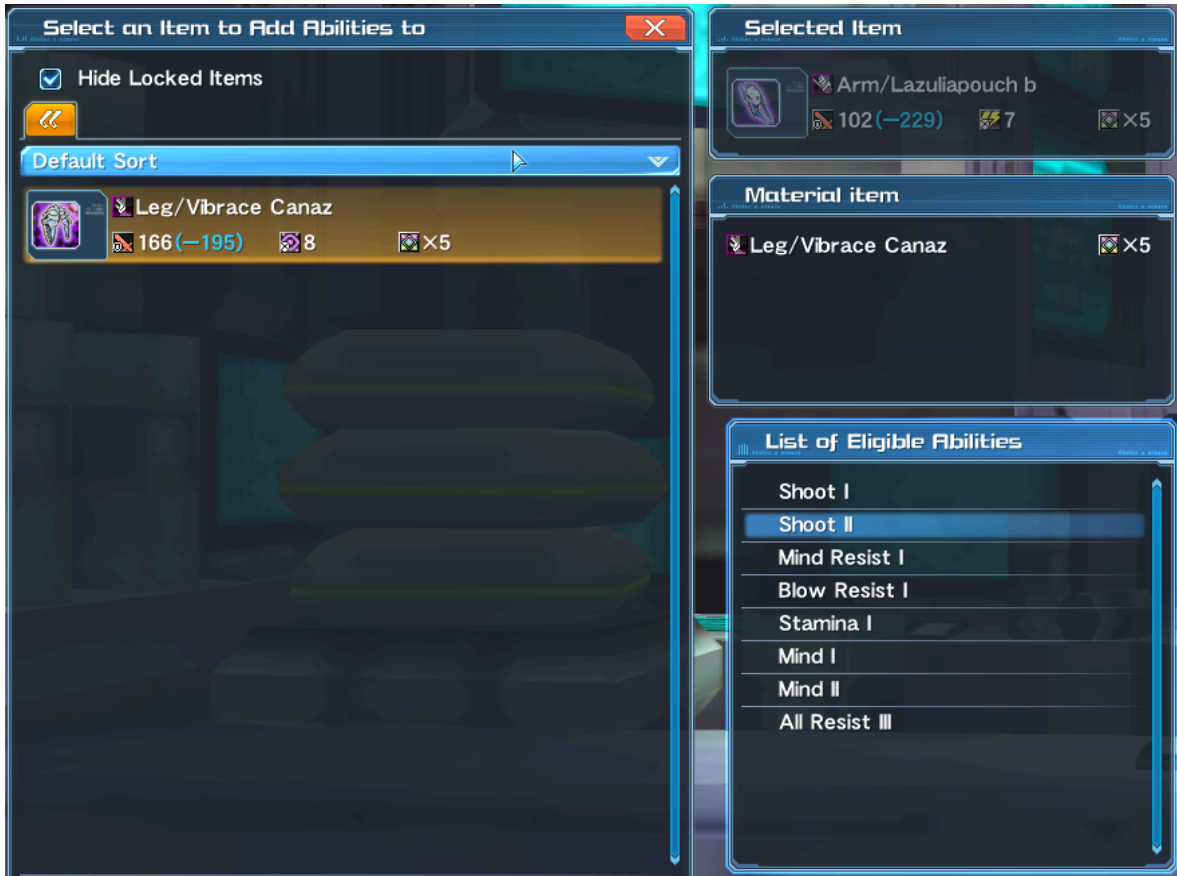 Select an Item to Add Abilities to
Hide Locked Items
Default Sort
Leg/Vibrace Canaz
166(−195) 8 ×5
Selected Item
Arm/Lazuliapouch b
102(−229) 7 ×5
Material item
Leg/Vibrace Canaz ×5
List of Eligible Abilities
Shoot Ⅰ
Shoot Ⅱ
Mind Resist Ⅰ
Blow Resist Ⅰ
Stamina Ⅰ
Mind Ⅰ
Mind Ⅱ
All Resist Ⅲ